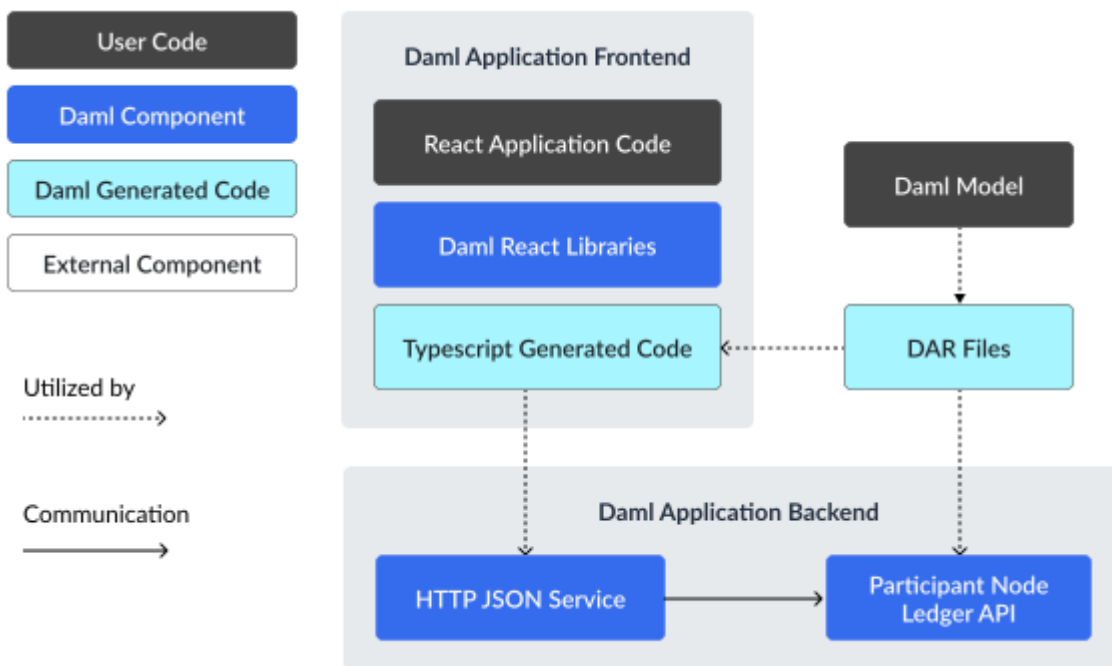 User Code
Daml Component
Daml Generated Code
External Component
Utilized by
Communication
Daml Application Frontend
React Application Code
Daml React Libraries
Typescript Generated Code
Daml Model
DAR Files
Daml Application Backend
HTTP JSON Service
Participant Node
Ledger API